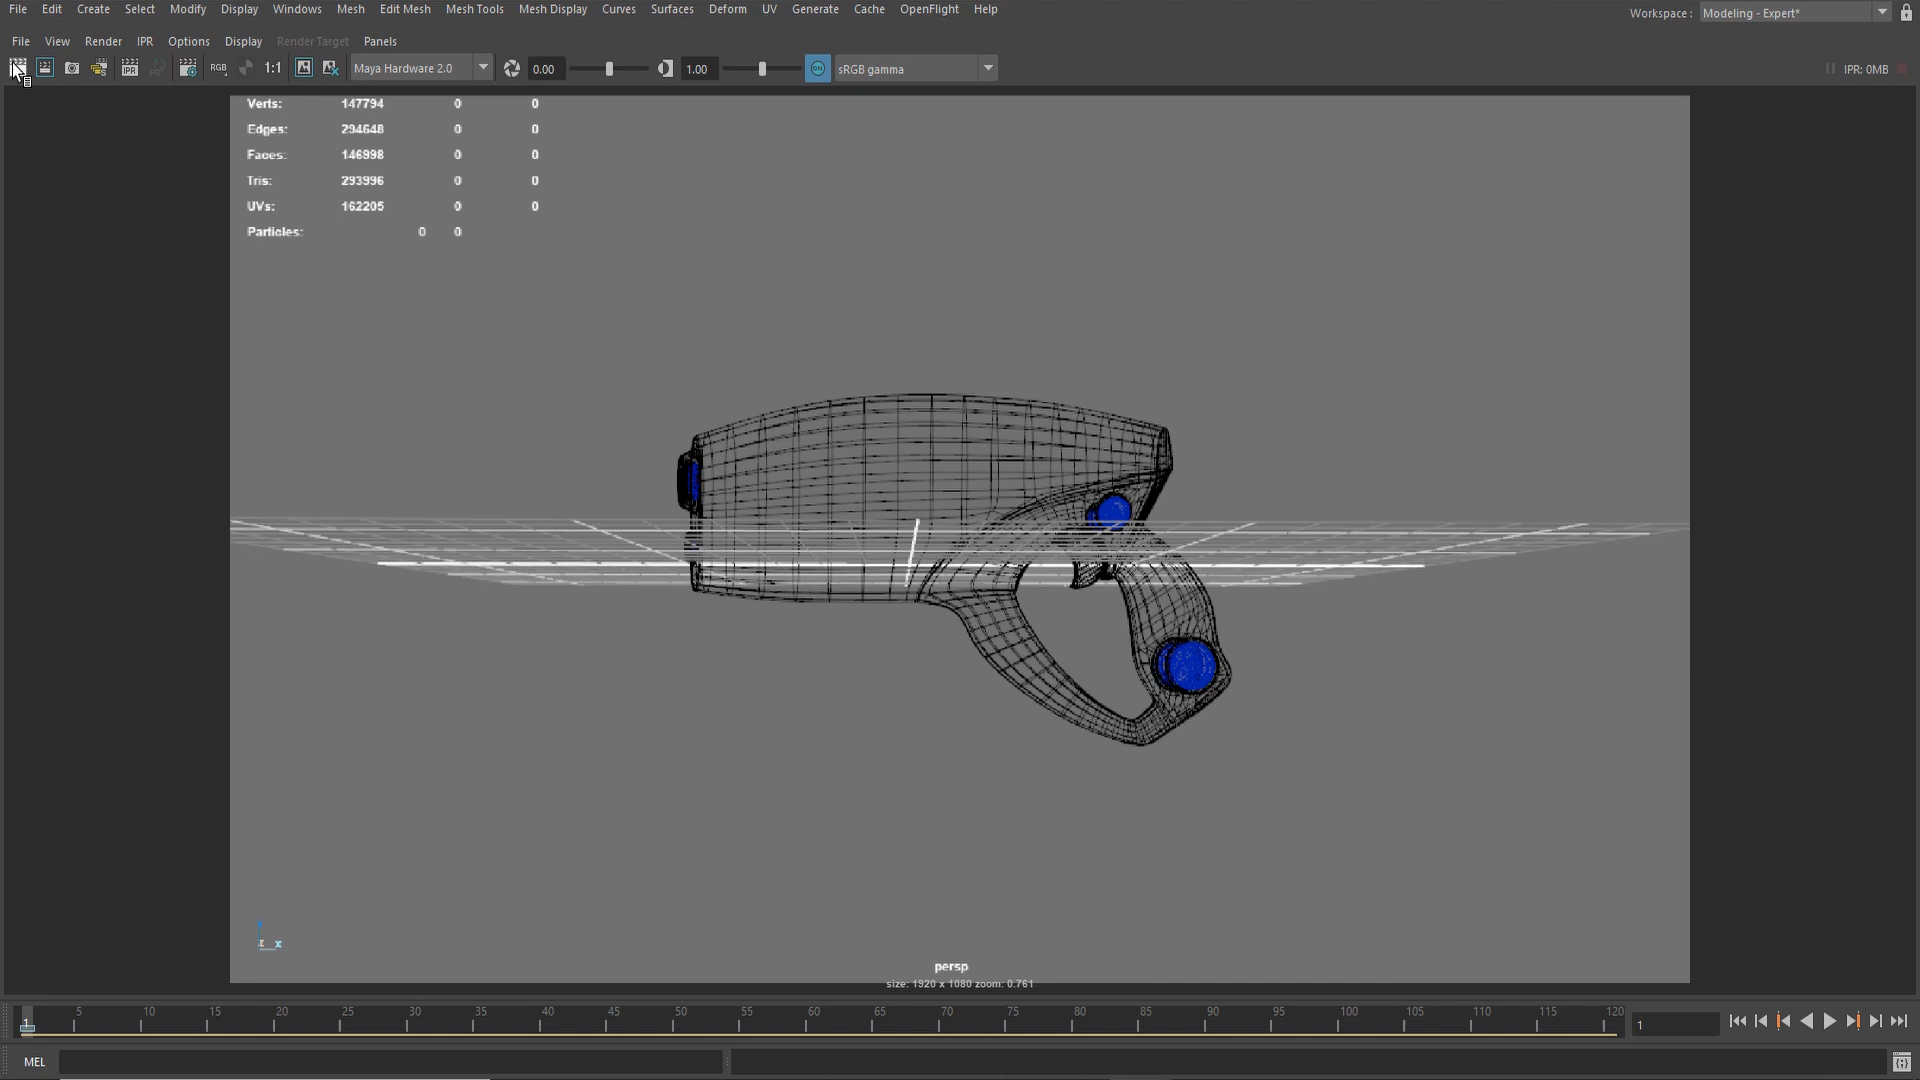 File Edit Create Select Modify Display Windows Mesh Edit Mesh Mesh Tools Mesh Display Curves Surfaces Deform UV Generate Cache OpenFlight Help
Workspace : Modeling - Expert*
File View Render IPR Options Display Render Target Panels
IPR RGB 1:1 Maya Hardware 2.0 0.00 1.00 ON sRGB gamma IPR: 0MB
Verts: 147794 0 0
Edges: 294648 0 0
Faces: 146998 0 0
Tris: 293996 0 0
UVs: 162205 0 0
Particles: 0 0
z x
persp
size: 1920 x 1080 zoom: 0.761
1 5 10 15 20 25 30 35 40 45 50 55 60 65 70 75 80 85 90 95 100 105 110 115 120 1
MEL